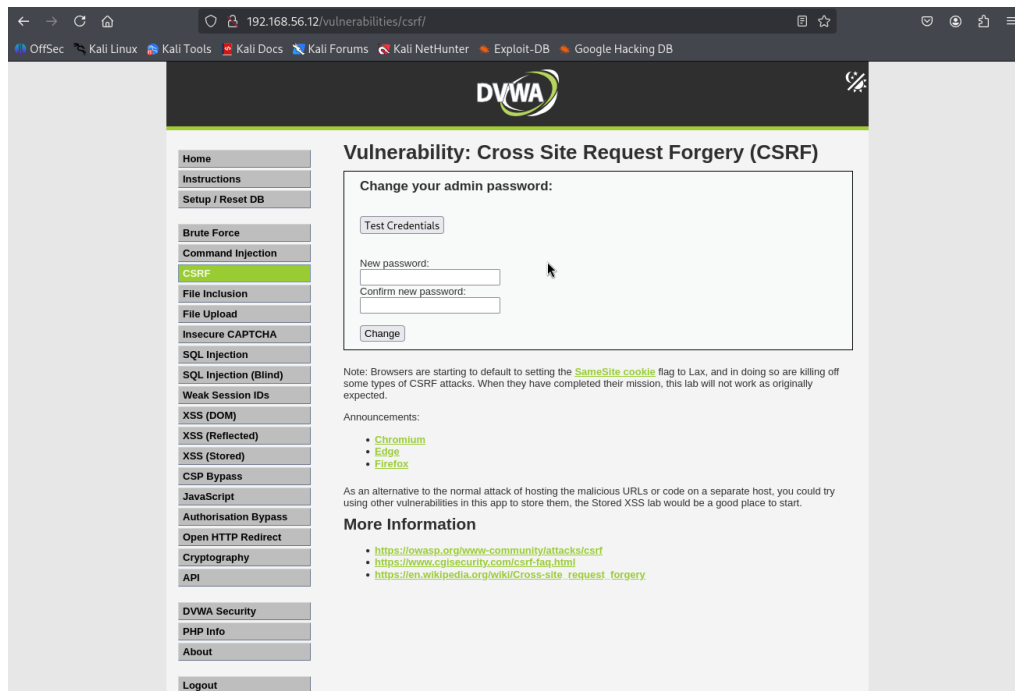 192.168.56.12/vulnerabilities/csrf/
OffSec Kali Linux Kali Tools Kali Docs Kali Forums Kali NetHunter Exploit-DB Google Hacking DB
DVWA
Home
Instructions
Setup / Reset DB
Brute Force
Command Injection
CSRF
File Inclusion
File Upload
Insecure CAPTCHA
SQL Injection
SQL Injection (Blind)
Weak Session IDs
XSS (DOM)
XSS (Reflected)
XSS (Stored)
CSP Bypass
JavaScript
Authorisation Bypass
Open HTTP Redirect
Cryptography
API
DVWA Security
PHP Info
About
Logout
Vulnerability: Cross Site Request Forgery (CSRF)
Change your admin password:
Test Credentials
New password:
Confirm new password:
Change
Note: Browsers are starting to default to setting the SameSite cookie flag to Lax, and in doing so are killing off
some types of CSRF attacks. When they have completed their mission, this lab will not work as originally
expected.
Announcements:
• Chromium
• Edge
• Firefox
As an alternative to the normal attack of hosting the malicious URLs or code on a separate host, you could try
using other vulnerabilities in this app to store them, the Stored XSS lab would be a good place to start.
More Information
• https://owasp.org/www-community/attacks/csrf
• https://www.cgisecurity.com/csrf-faq.html
• https://en.wikipedia.org/wiki/Cross-site_request_forgery